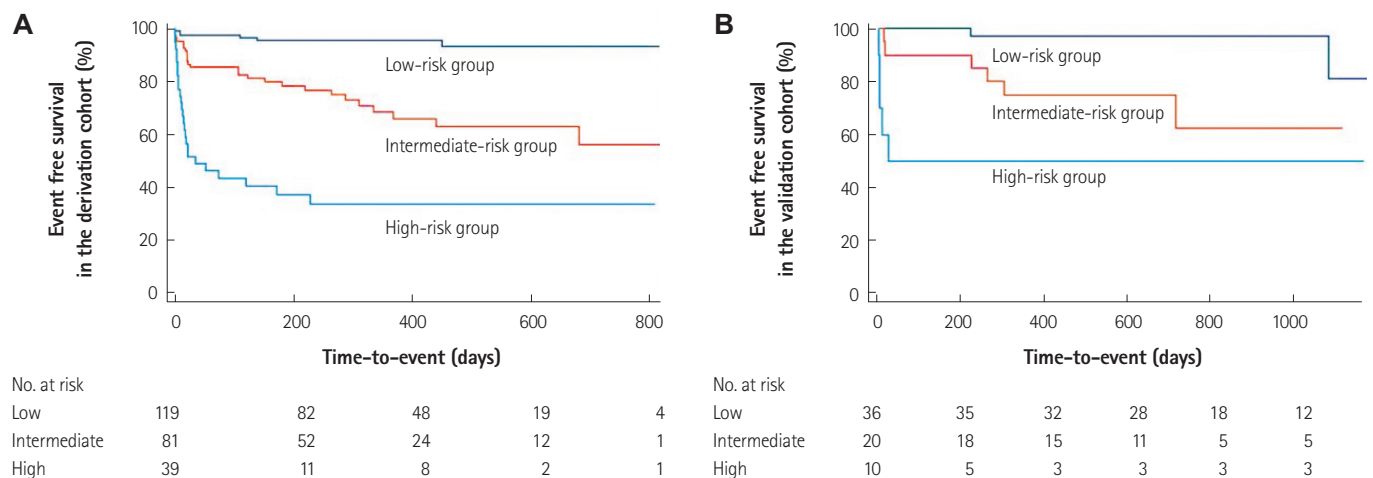 A
Event free survival
in the derivation cohort (%)
100
80
60
40
20
0
Low-risk group
Intermediate-risk group
High-risk group
0 200 400 600 800
Time-to-event (days)
No. at risk
Low 119 82 48 19 4
Intermediate 81 52 24 12 1
High 39 11 8 2 1
B
Event free survival
in the validation cohort (%)
100
80
60
40
20
0
Low-risk group
Intermediate-risk group
High-risk group
0 200 400 600 800 1000
Time-to-event (days)
No. at risk
Low 36 35 32 28 18 12
Intermediate 20 18 15 11 5 5
High 10 5 3 3 3 3